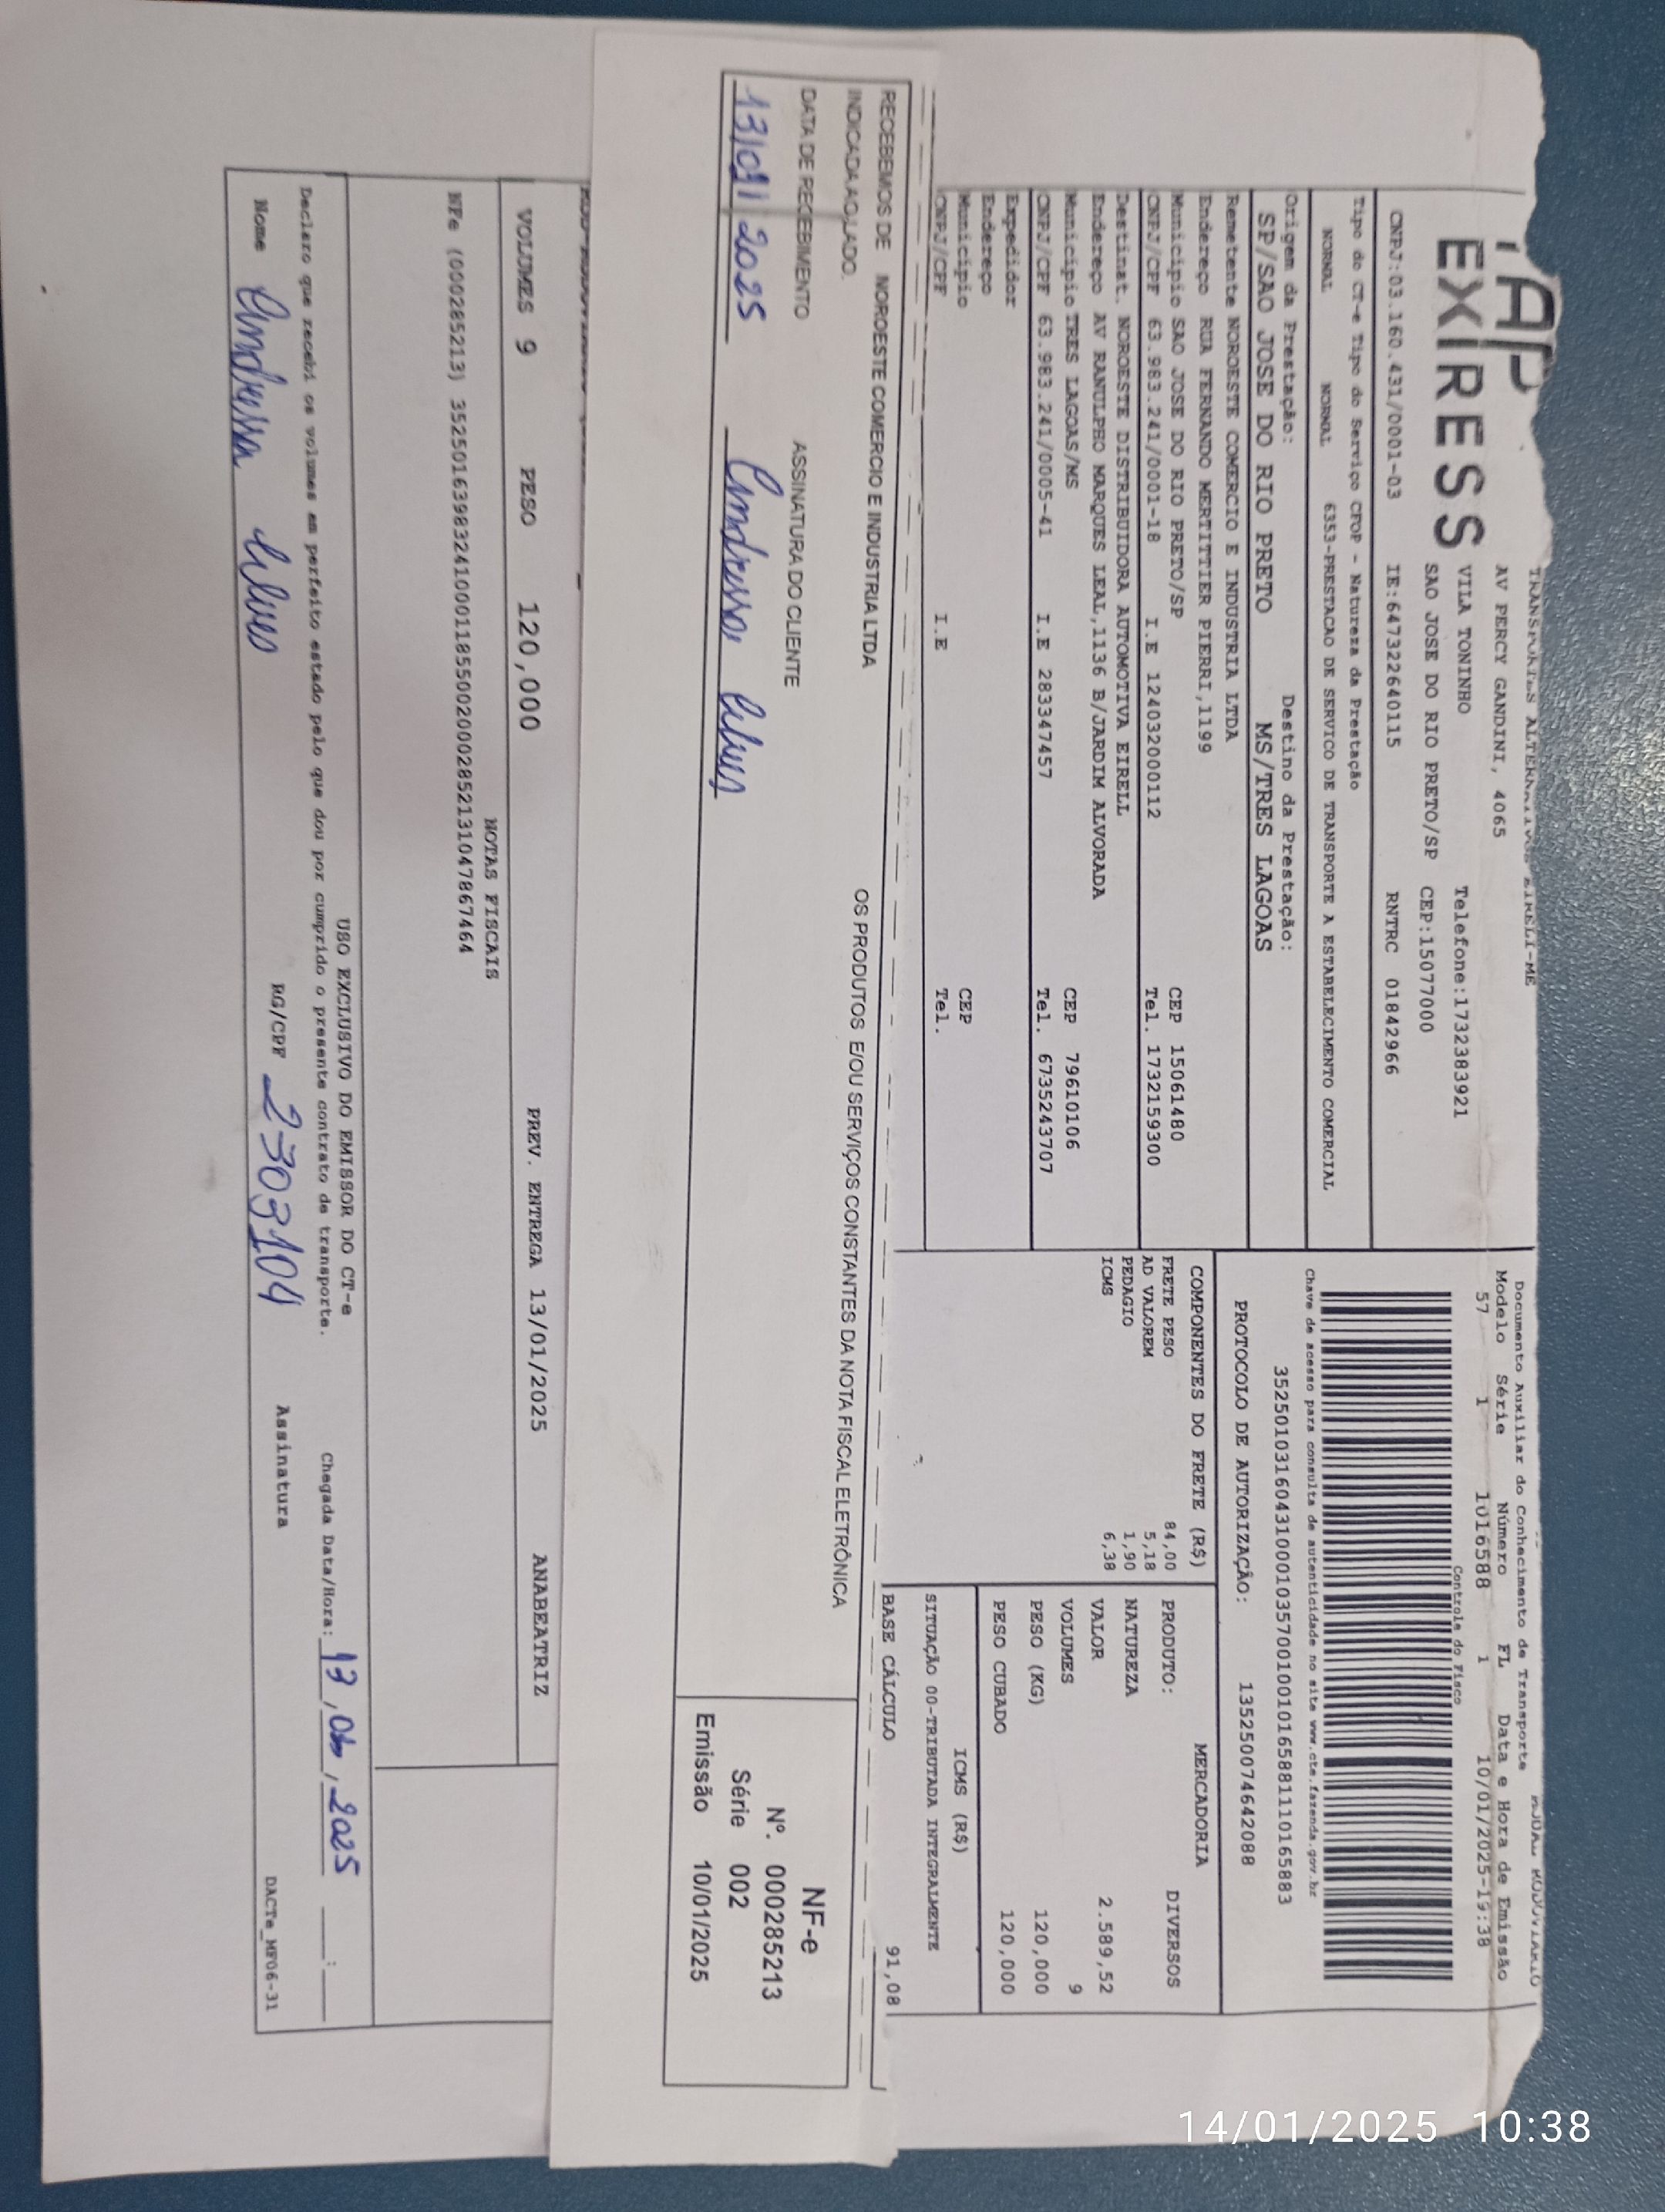 TAP
EXPRESS
TRANSPORTES ALTERNATIVOS EIRELI-ME
AV PERCY GANDINI, 4065
VILA TONINHO Telefone:1732383921
SAO JOSE DO RIO PRETO/SP CEP:15077000
CNPJ:03.160.431/0001-03 IE:647322640115 RNTRC 01842966
Tipo do CT-e Tipo do Serviço CFOP - Natureza da Prestação
NORMAL NORMAL 6353-PRESTACAO DE SERVICO DE TRANSPORTE A ESTABELECIMENTO COMERCIAL
Origem da Prestação: Destino da Prestação:
SP/SAO JOSE DO RIO PRETO MS/TRES LAGOAS
Remetente NOROESTE COMERCIO E INDUSTRIA LTDA
Endereço RUA FERNANDO MERTITTIER PIERRI,1199
Municipio SAO JOSE DO RIO PRETO/SP CEP 15061480
CNPJ/CPF 63.983.241/0001-18 I.E 124032000112 Tel. 1732159300
Destinat. NOROESTE DISTRIBUIDORA AUTOMOTIVA EIRELL
Endereço AV RANULPHO MARQUES LEAL,1136 B/JARDIM ALVORADA
Municipio TRES LAGOAS/MS CEP 79610106
CNPJ/CPF 63.983.241/0005-41 I.E 283347457 Tel. 6735243707
Expedidor
Endereço
Municipio CEP
CNPJ/CPF I.E Tel.
Documento Auxiliar do Conhecimento de Transporte
Modelo Série Número FL Data e Hora de Emissão
57 1 1016588 1 10/01/2025-19:38
Controle do Fisco
Chave de acesso para consulta de autenticidade no site www.cte.fazenda.gov.br
35250103160431000103570010010165881110165883
PROTOCOLO DE AUTORIZAÇÃO: 135250074642088
COMPONENTES DO FRETE (R$)
FRETE PESO 84,00
AD VALOREM 5,18
PEDAGIO 1,90
ICMS 6,38
MERCADORIA
PRODUTO: DIVERSOS
NATUREZA
VALOR 2.589,52
VOLUMES 9
PESO (KG) 120,000
PESO CUBADO 120,000
ICMS (R$)
SITUAÇÃO 00-TRIBUTADA INTEGRALMENTE
BASE CÁLCULO 91,08
RECEBEMOS DE NOROESTE COMERCIO E INDUSTRIA LTDA OS PRODUTOS E/OU SERVIÇOS CONSTANTES DA NOTA FISCAL ELETRÔNICA
INDICADA AO LADO.
DATA DE RECEBIMENTO ASSINATURA DO CLIENTE
13/01/2025 Andressa Alves
NF-e
Nº. 000285213
Série 002
Emissão 10/01/2025
VOLUMES 9 PESO 120,000 PREV. ENTREGA 13/01/2025 ANABEATRIZ
NOTAS FISCAIS
NFe (000285213) 35250163983241000118550020002852131047867464
USO EXCLUSIVO DO EMISSOR DO CT-e
Declaro que recebi os volumes em perfeito estado pelo que dou por cumprido o presente contrato de transporte. Chegada Data/Hora: 13, 01, 2025 :
Nome Andressa Alves RG/CPF 2303104 Assinatura
DACTe_MF06-31
14/01/2025 10:38